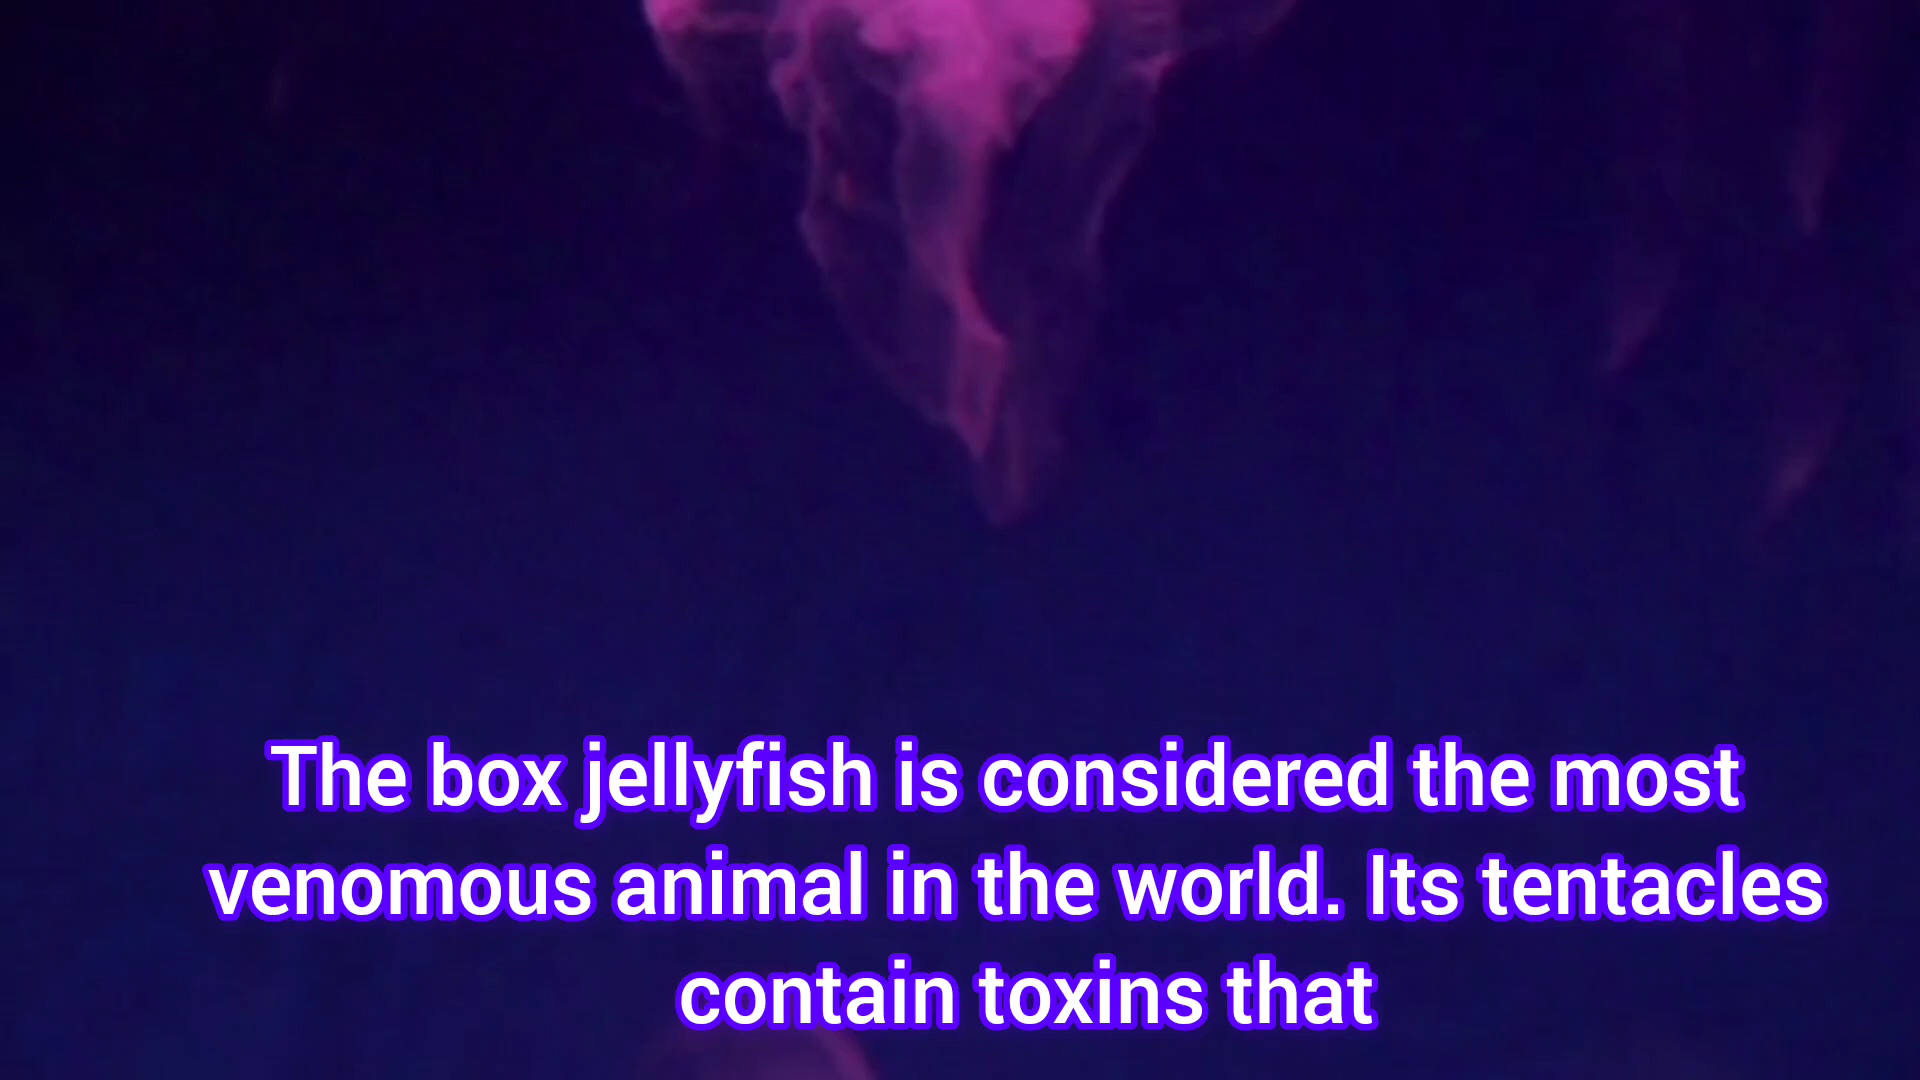 The box jellyfish is considered the most
venomous animal in the world. Its tentacles
contain toxins that